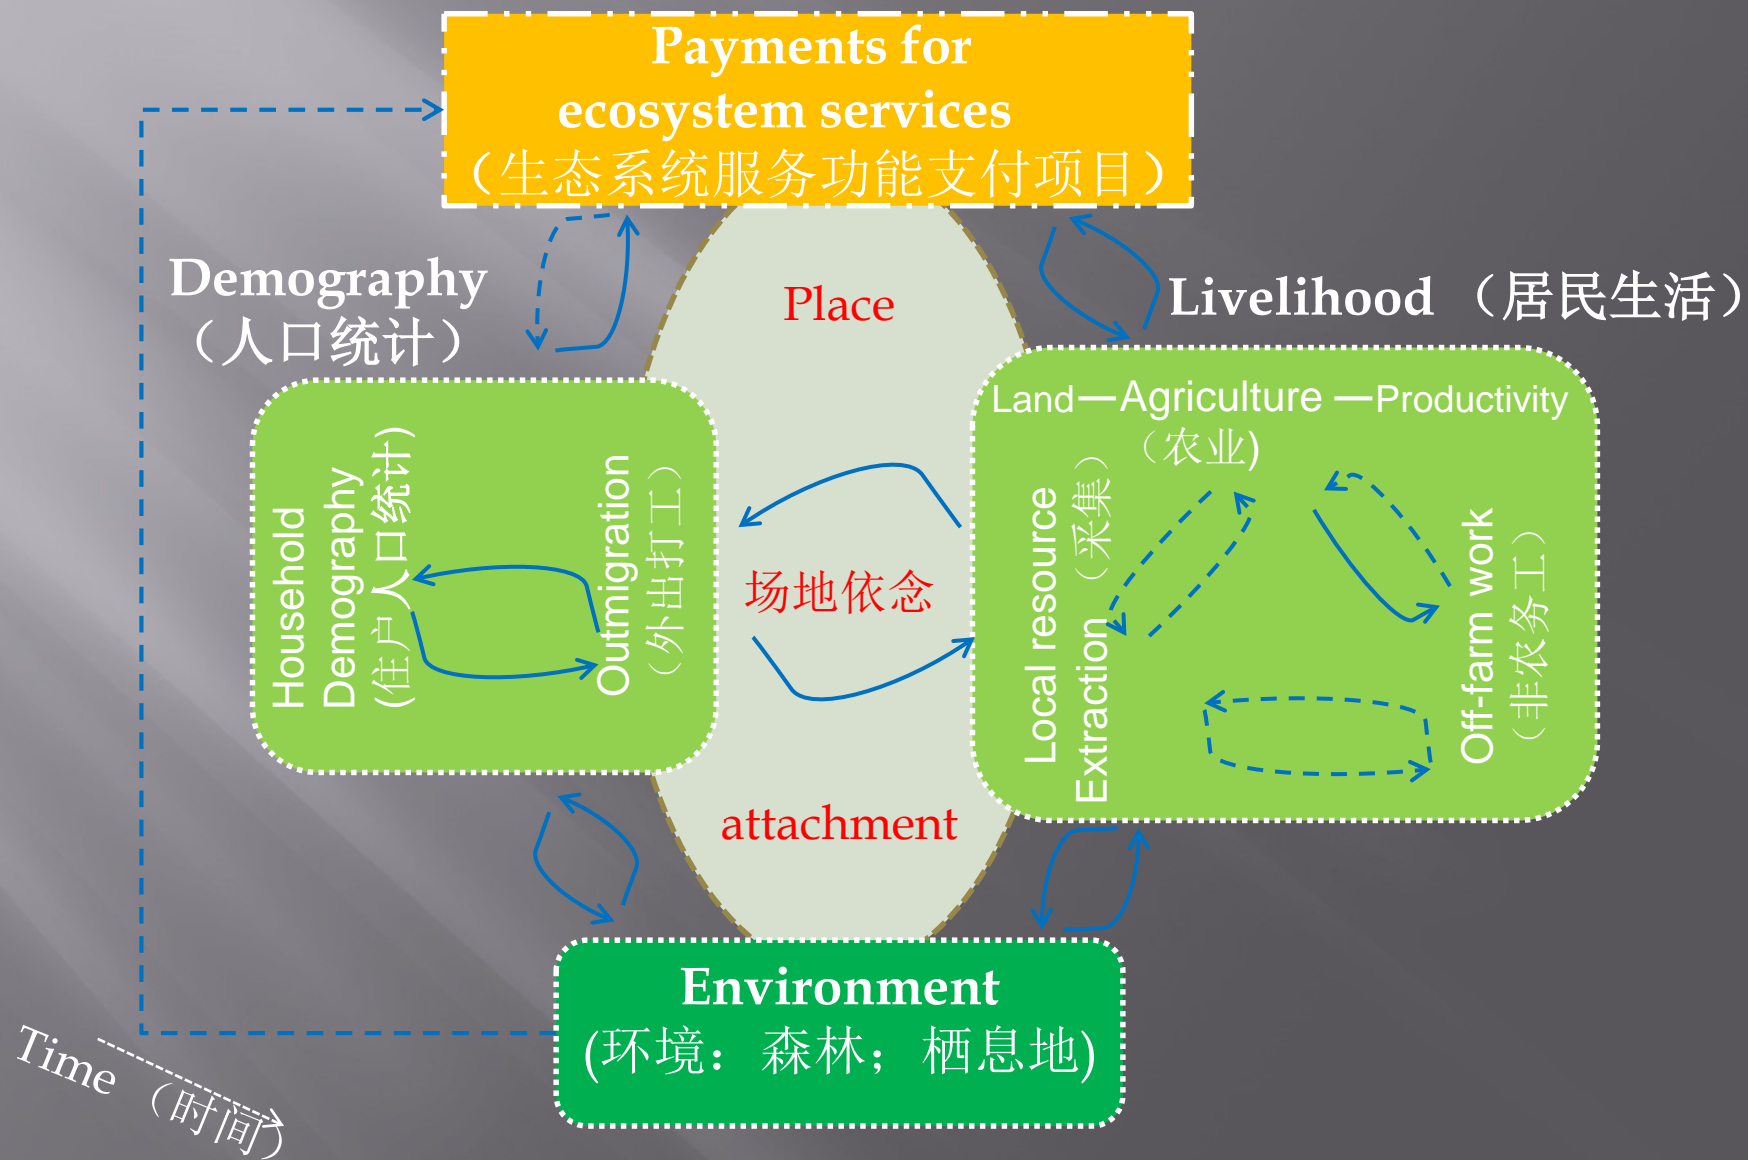 Payments for
ecosystem services
（生态系统服务功能支付项目）
Demography
（人口统计）
Place
Livelihood （居民生活）
Household
Demography
(住户人口统计)
Outmigration
（外出打工）
场地依念
attachment
Land—Agriculture—Productivity
（农业)
Local resource
Extraction （采集）
Off-farm work
（非农务工）
Environment
(环境：森林；栖息地)
Time （时间）